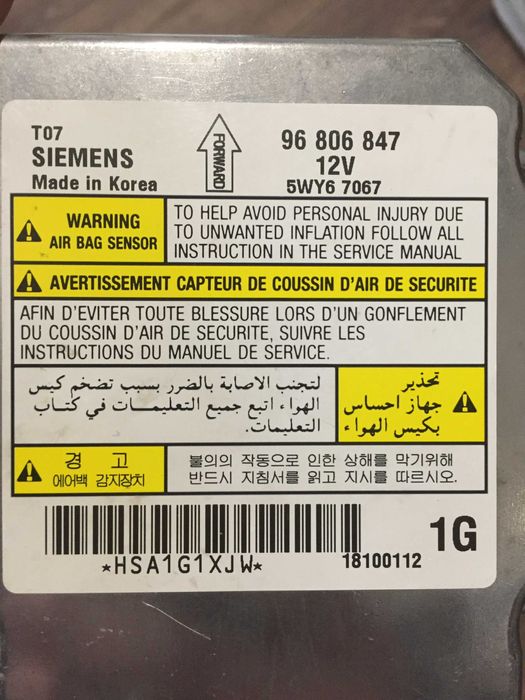 T07
SIEMENS
Made in Korea
FORWARD
96 806 847
12V
5WY6 7067
WARNING
AIR BAG SENSOR
TO HELP AVOID PERSONAL INJURY DUE
TO UNWANTED INFLATION FOLLOW ALL
INSTRUCTION IN THE SERVICE MANUAL
AVERTISSEMENT CAPTEUR DE COUSSIN D'AIR DE SECURITE
AFIN D'EVITER TOUTE BLESSURE LORS D'UN GONFLEMENT
DU COUSSIN D'AIR DE SECURITE, SUIVRE LES
INSTRUCTIONS DU MANUEL DE SERVICE.
تحذير
جهاز احساس
بكيس الهواء
لتجنب الاصابة بالضرر بسبب تضخم كيس
الهواء اتبع جميع التعليمــات في كتــاب
التعليمات.
경 고
에어백 감지장치
불의의 작동으로 인한 상해를 막기위해
반드시 지침서를 읽고 지시를 따르십시오.
*HSA1G1XJW*
18100112
1G